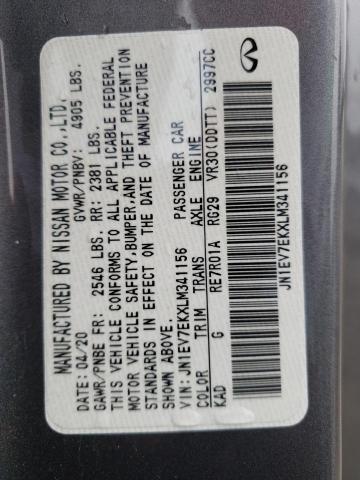 MANUFACTURED BY NISSAN MOTOR CO.,LTD.
DATE: 04/20 GVWR/PNBV: 4905 LBS.
GAWR/PNBE FR: 2546 LBS. RR: 2381 LBS.
THIS VEHICLE CONFORMS TO ALL APPLICABLE FEDERAL
MOTOR VEHICLE SAFETY,BUMPER,AND THEFT PREVENTION
STANDARDS IN EFFECT ON THE DATE OF MANUFACTURE
SHOWN ABOVE.
VIN: JN1EV7EKXLM341156 PASSENGER CAR
COLOR TRIM TRANS AXLE ENGINE
KAD G RE7R01A RG29 VR30(DDTT) 2997CC
JN1EV7EKXLM341156